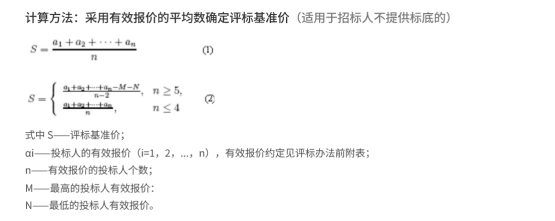 计算方法：采用有效报价的平均数确定评标基准价（适用于招标人不提供标底的）
S = (a₁+a₂+···+aₙ)/n (1)
S = { (a₁+a₂+···+aₙ−M−N)/(n−2), n ≥ 5,
(a₁+a₂+···+aₙ)/n, n ≤ 4 (2)
式中 S——评标基准价；
αi——投标人的有效报价（i=1，2，...，n），有效报价约定见评标办法前附表；
n——有效报价的投标人个数；
M——最高的投标人有效报价：
N——最低的投标人有效报价。